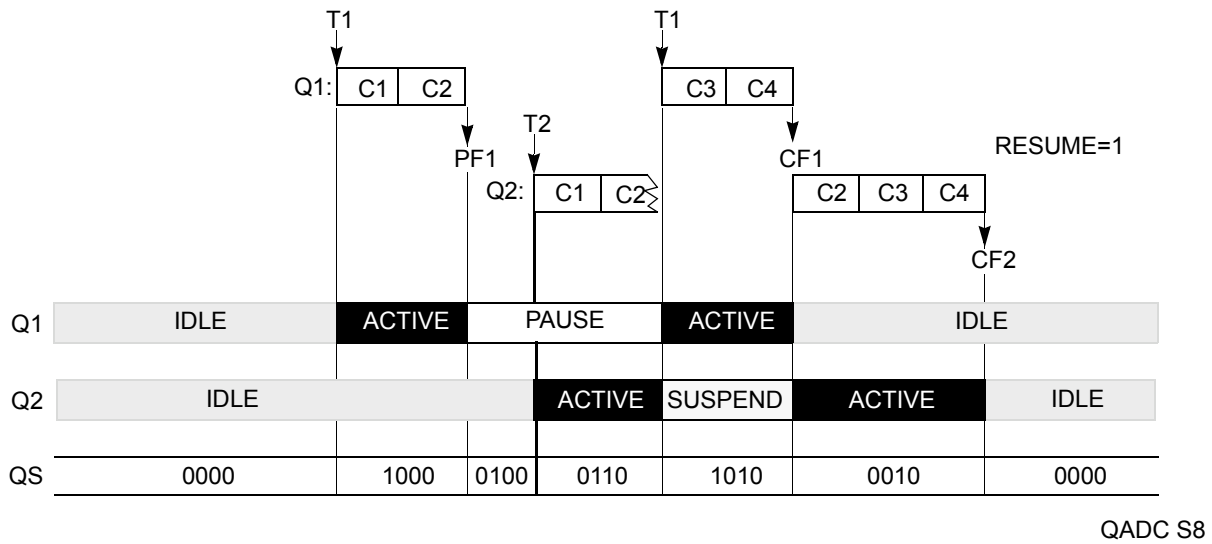 T1 T1
Q1: C1 C2 C3 C4
T2
PF1 CF1 RESUME=1
Q2: C1 C2 C2 C3 C4
CF2
Q1 IDLE ACTIVE PAUSE ACTIVE IDLE
Q2 IDLE ACTIVE SUSPEND ACTIVE IDLE
QS 0000 1000 0100 0110 1010 0010 0000
QADC S8